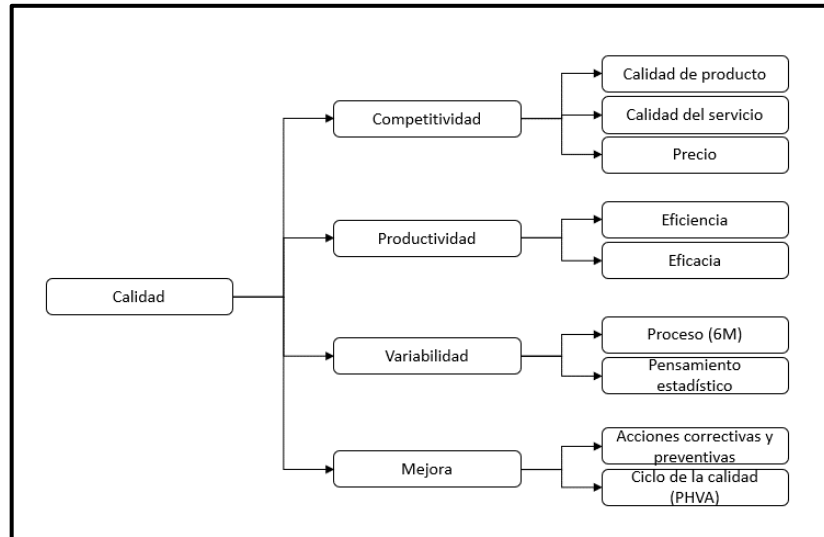 Calidad
Competitividad
Calidad de producto
Calidad del servicio
Precio
Productividad
Eficiencia
Eficacia
Variabilidad
Proceso (6M)
Pensamiento
estadístico
Mejora
Acciones correctivas y
preventivas
Ciclo de la calidad
(PHVA)